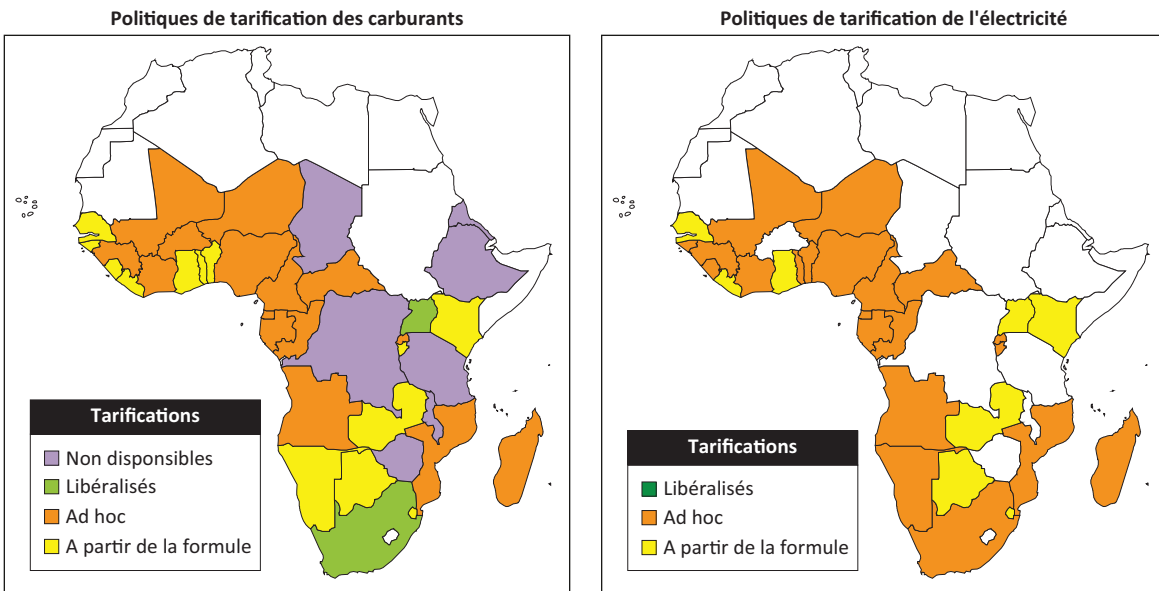 Politiques de tarification des carburants
Tarifications
Non disponibles
Libéralisés
Ad hoc
A partir de la formule
Politiques de tarification de l'électricité
Tarifications
Libéralisés
Ad hoc
A partir de la formule